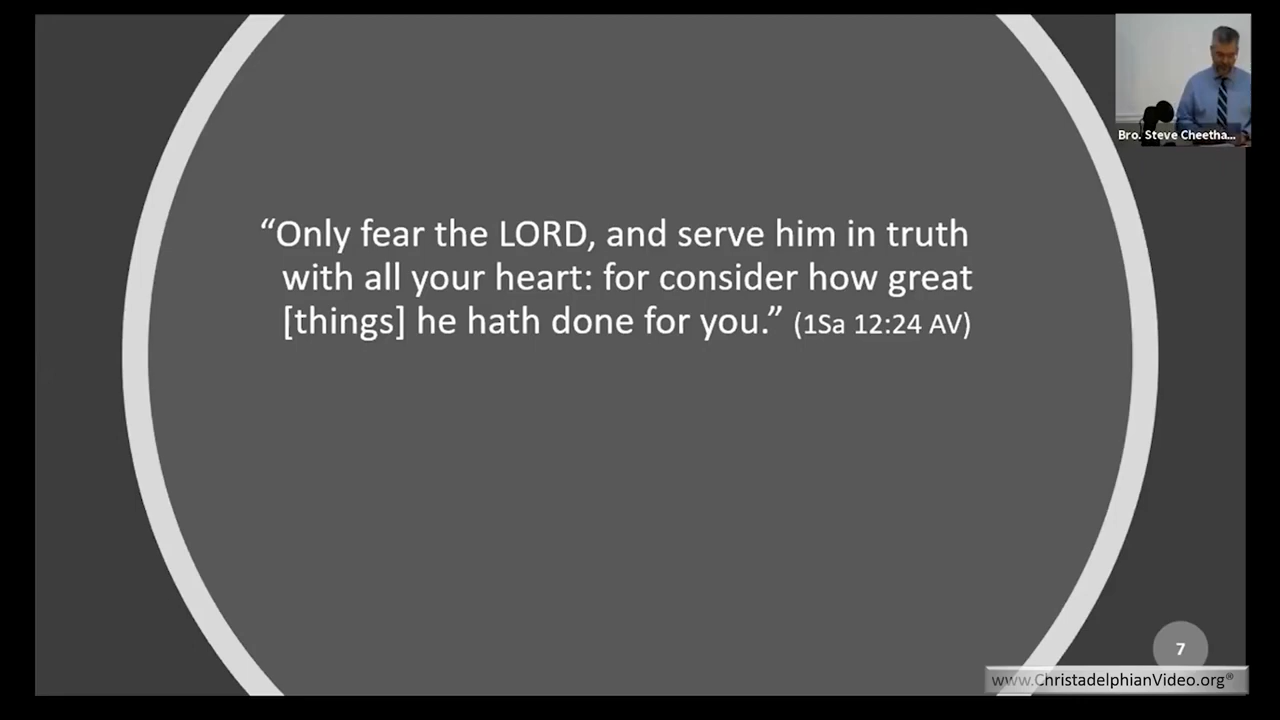 Bro. Steve Cheetha...
“Only fear the LORD, and serve him in truth
with all your heart: for consider how great
[things] he hath done for you.” (1Sa 12:24 AV)
7
www.ChristadelphianVideo.org®